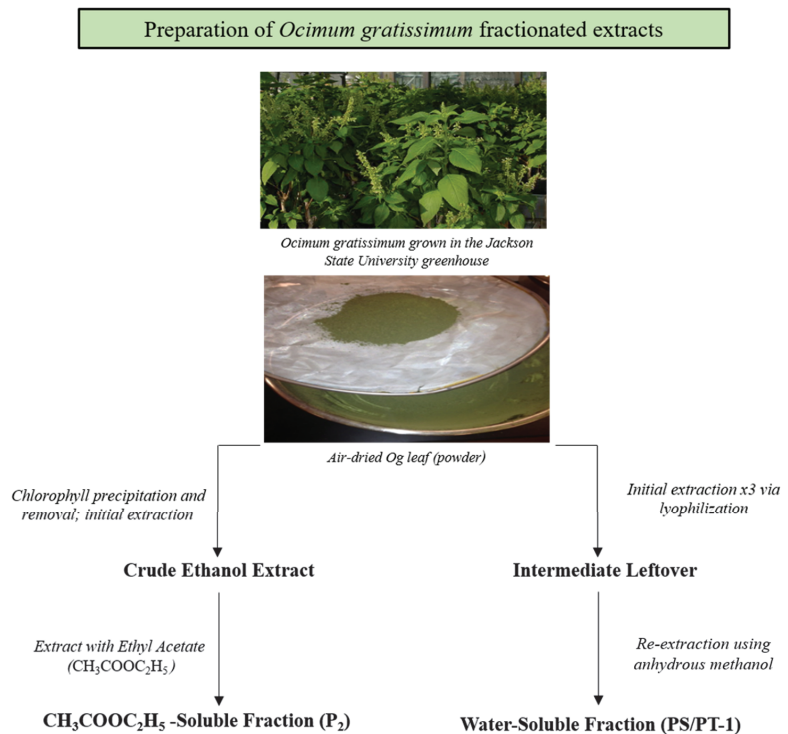 Preparation of Ocimum gratissimum fractionated extracts
Ocimum gratissimum grown in the Jackson
State University greenhouse
Air-dried Og leaf (powder)
Chlorophyll precipitation and
removal; initial extraction
Initial extraction x3 via
lyophilization
Crude Ethanol Extract
Intermediate Leftover
Extract with Ethyl Acetate
(CH₃COOC₂H₅)
Re-extraction using
anhydrous methanol
CH₃COOC₂H₅ -Soluble Fraction (P₂)
Water-Soluble Fraction (PS/PT-1)